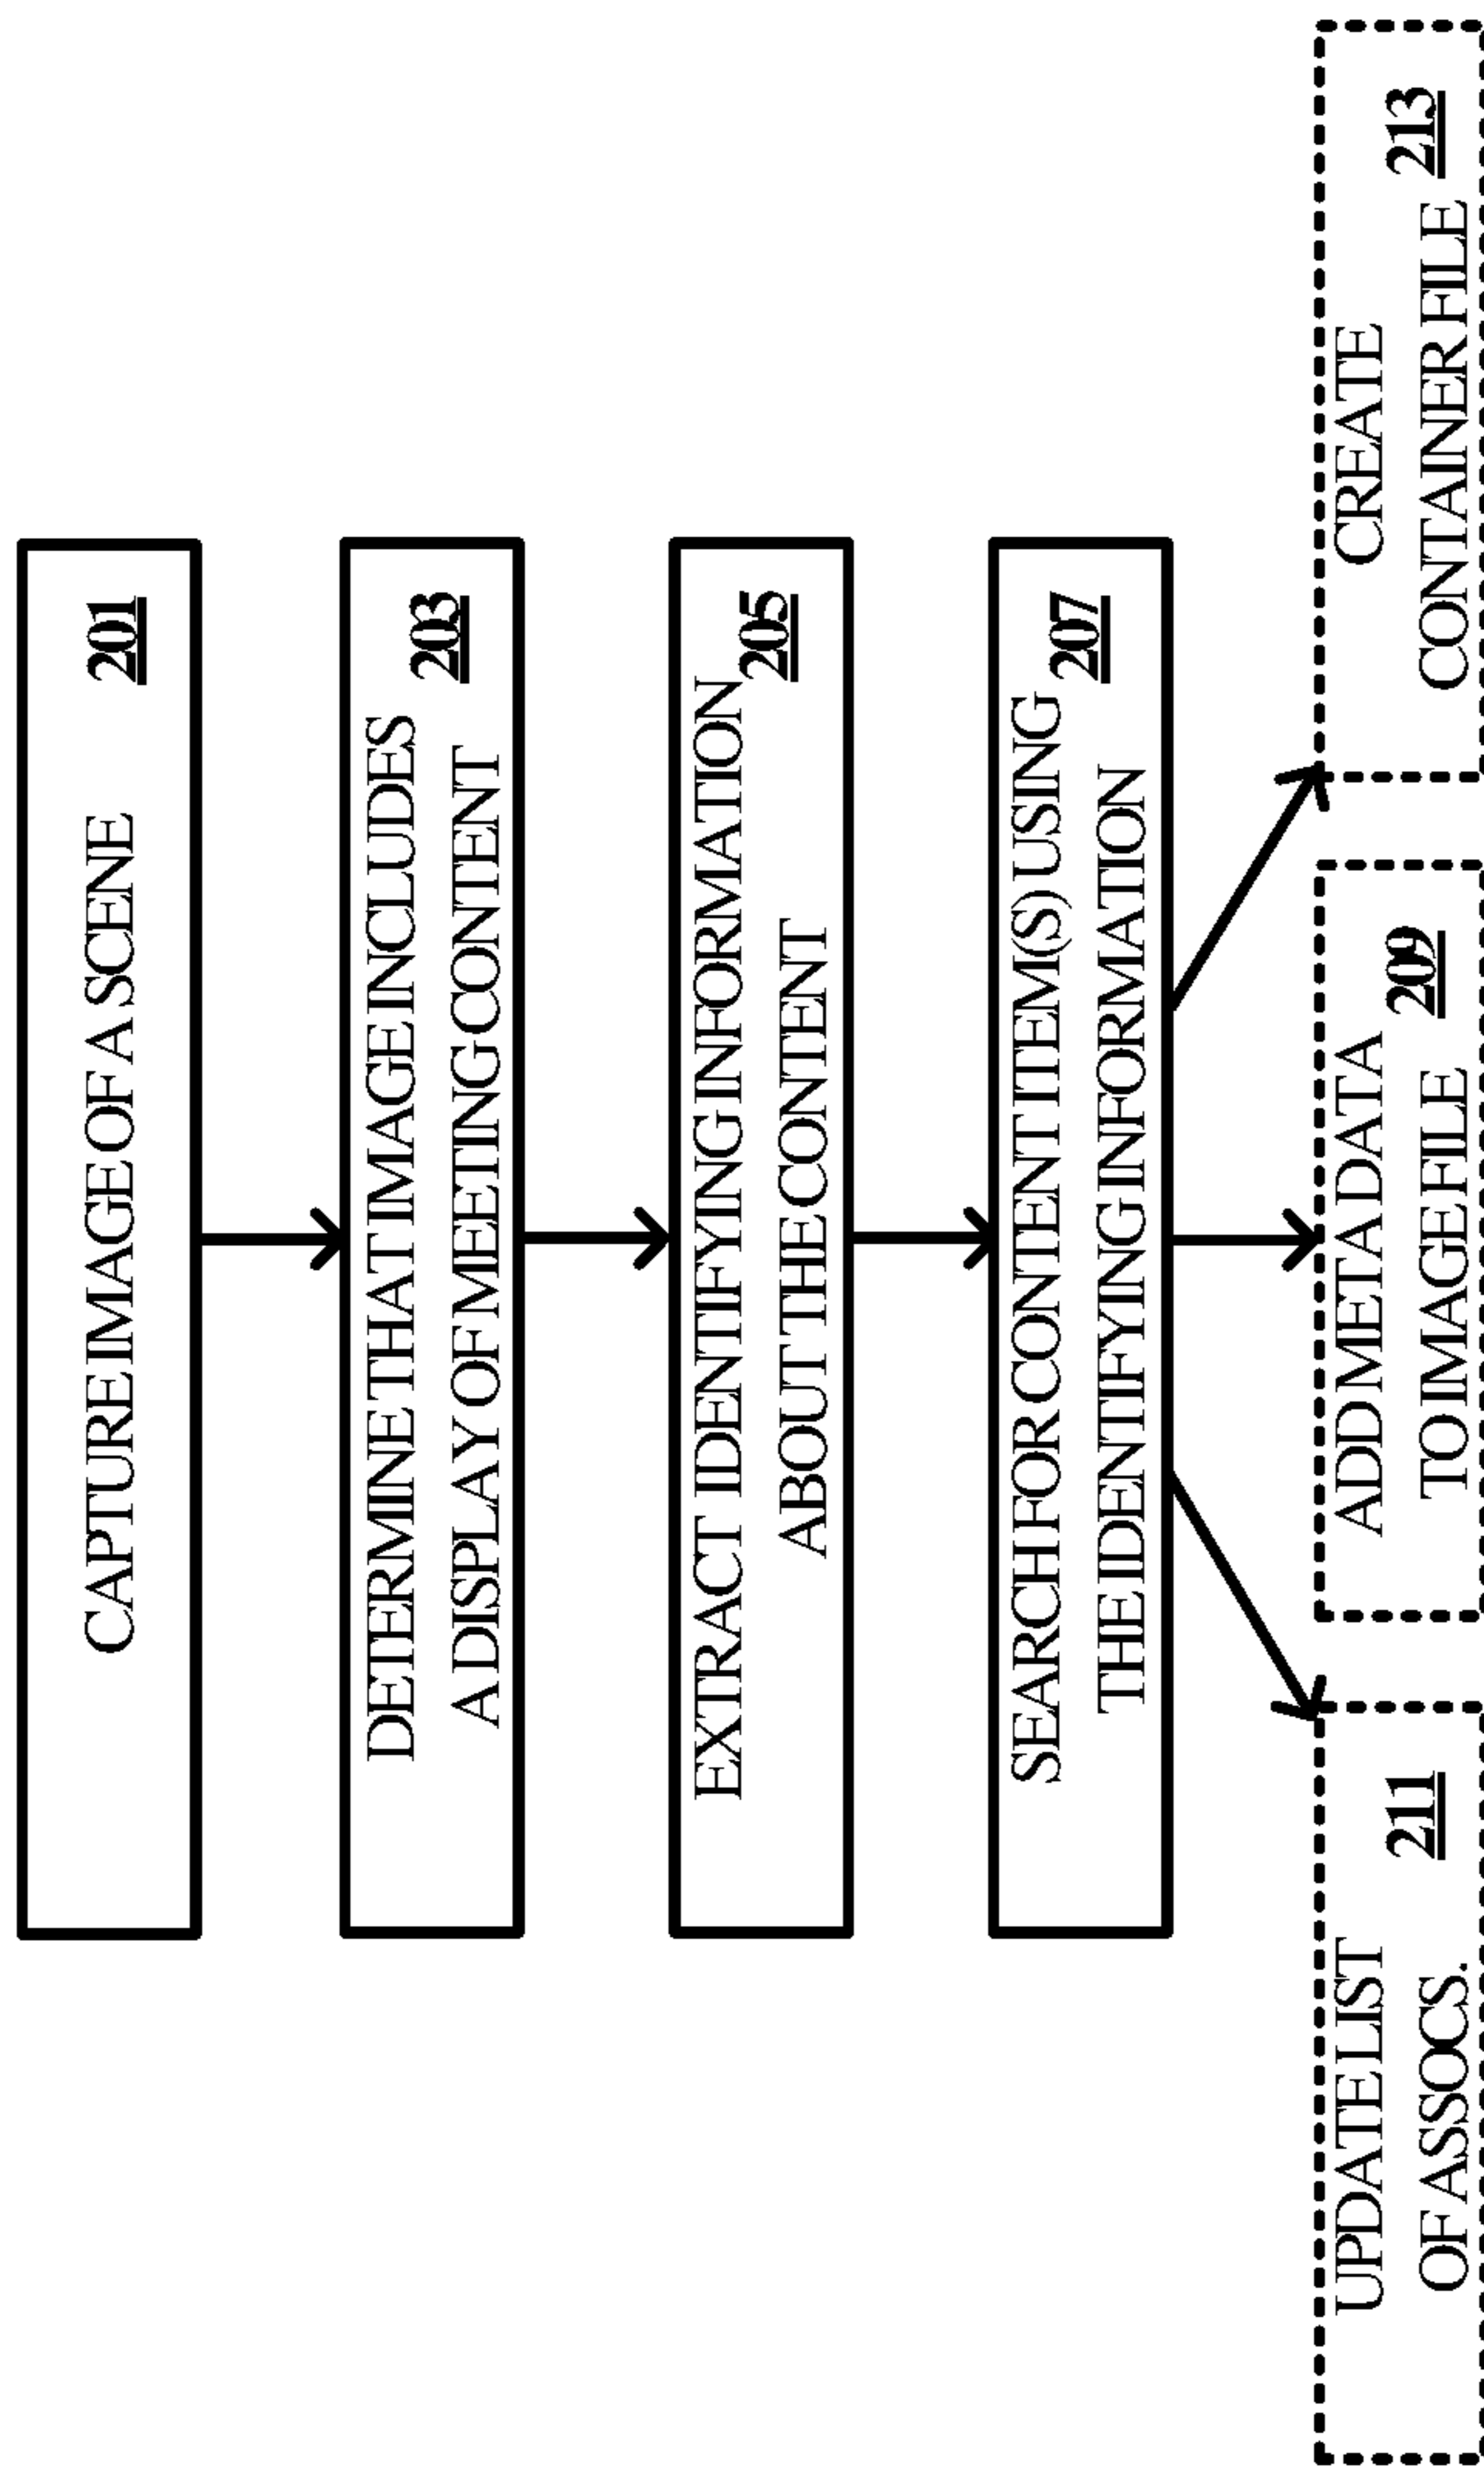 CAPTURE IMAGE OF A SCENE
201
DETERMINE THAT IMAGE INCLUDES
A DISPLAY OF MEETING CONTENT
203
EXTRACT IDENTIFYING INFORMATION
ABOUT THE CONTENT
205
SEARCH FOR CONTENT ITEM(S) USING
THE IDENTIFYING INFORMATION
207
UPDATE LIST
OF ASSOCS.
211
ADD METADATA
TO IMAGE FILE
209
CREATE
CONTAINER FILE
213